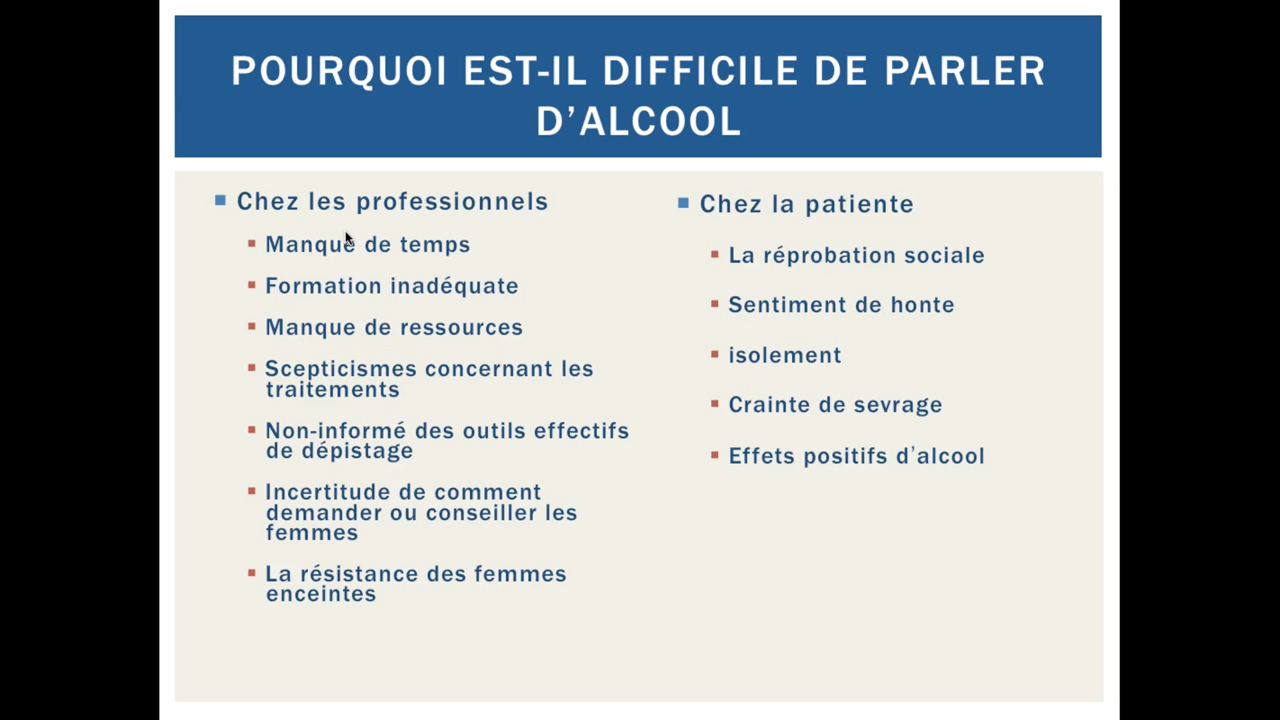 POURQUOI EST-IL DIFFICILE DE PARLER
D’ALCOOL
Chez les professionnels
Manque de temps
Formation inadéquate
Manque de ressources
Scepticismes concernant les
traitements
Non-informé des outils effectifs
de dépistage
Incertitude de comment
demander ou conseiller les
femmes
La résistance des femmes
enceintes
Chez la patiente
La réprobation sociale
Sentiment de honte
isolement
Crainte de sevrage
Effets positifs d’alcool